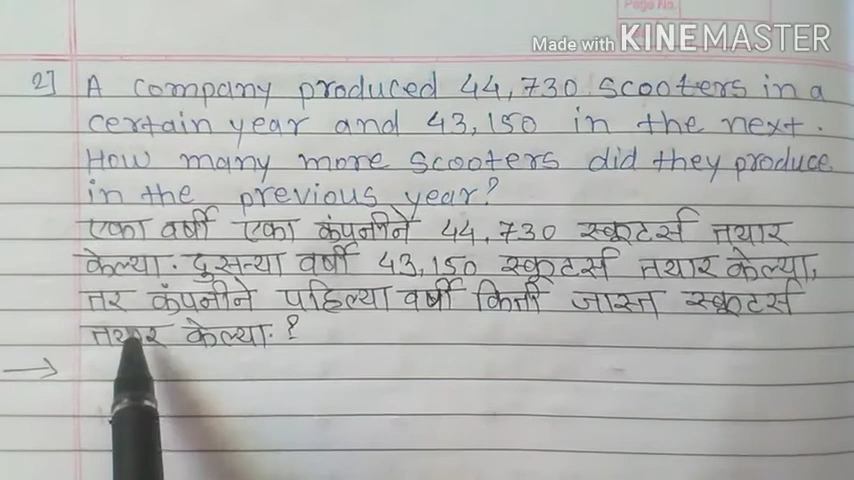 Page No.
Made with KINEMASTER
2] A company produced 44,730 scooters in a
certain year and 43,150 in the next.
How many more scooters did they produce
in the previous year?
एका वर्षी एका कंपनीने 44,730 स्कूटर्स तयार
केल्या. दुसऱ्या वर्षी 43,150 स्कूटर्स तयार केल्या,
तर कंपनीने पहिल्या वर्षी किती जास्त स्कूटर्स
तयार केल्या.?
→